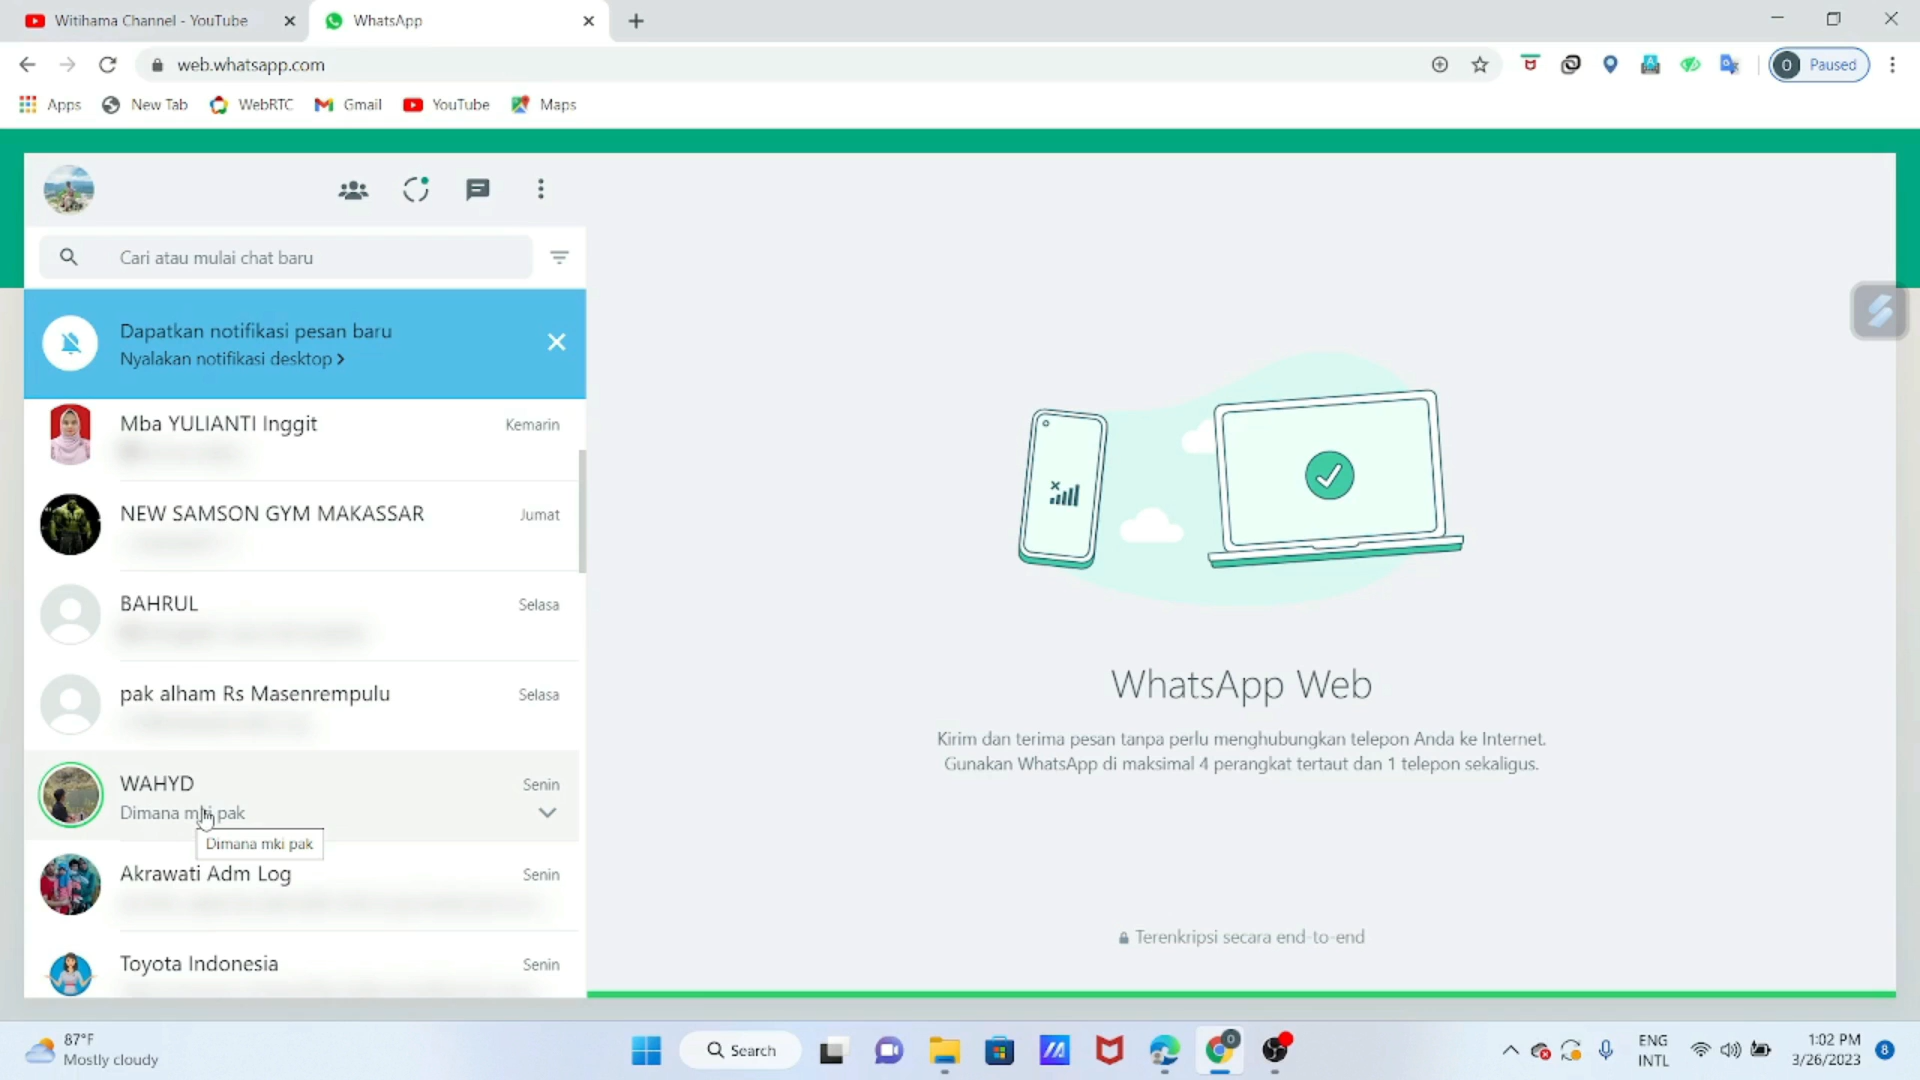 Witihama Channel - YouTube
WhatsApp
web.whatsapp.com
0 Paused
Apps
New Tab
WebRTC
Gmail
YouTube
Maps
Cari atau mulai chat baru
Dapatkan notifikasi pesan baru
Nyalakan notifikasi desktop >
Mba YULIANTI Inggit
Kemarin
NEW SAMSON GYM MAKASSAR
Jumat
BAHRUL
Selasa
pak alham Rs Masenrempulu
Selasa
WAHYD
Senin
Dimana mki pak
Dimana mki pak
Akrawati Adm Log
Senin
Toyota Indonesia
Senin
WhatsApp Web
Kirim dan terima pesan tanpa perlu menghubungkan telepon Anda ke Internet.
Gunakan WhatsApp di maksimal 4 perangkat tertaut dan 1 telepon sekaligus.
Terenkripsi secara end-to-end
87°F
Mostly cloudy
Search
0
ENG
INTL
1:02 PM
3/26/2023
8